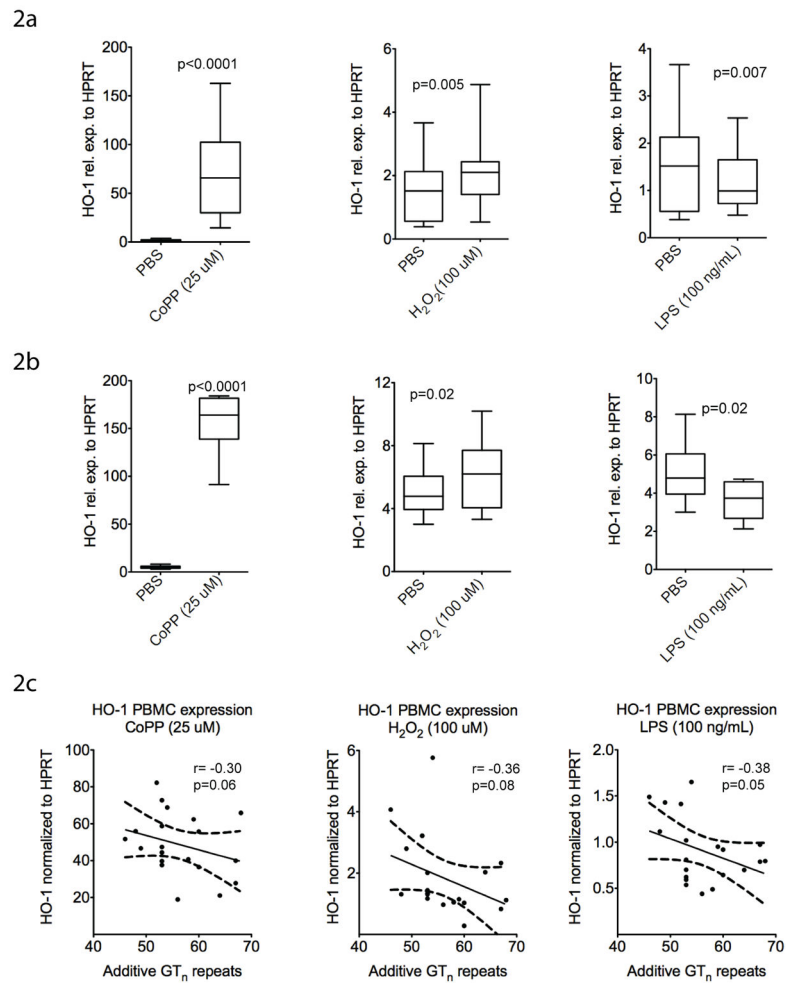 2a
HO-1 rel. exp. to HPRT
200
150
100
50
0
p<0.0001
PBS
CoPP (25 uM)
HO-1 rel. exp. to HPRT
6
4
2
0
p=0.005
PBS
H2O2(100 uM)
HO-1 rel. exp. to HPRT
4
3
2
1
0
p=0.007
PBS
LPS (100 ng/mL)
2b
HO-1 rel. exp. to HPRT
200
150
100
50
0
p<0.0001
PBS
CoPP (25 uM)
HO-1 rel. exp. to HPRT
12
8
4
0
p=0.02
PBS
H2O2 (100 uM)
HO-1 rel. exp. to HPRT
10
8
6
4
2
0
p=0.02
PBS
LPS (100 ng/mL)
2c
HO-1 PBMC expression
CoPP (25 uM)
HO-1 normalized to HPRT
100
80
60
40
20
r= -0.30
p=0.06
40 50 60 70
Additive GTn repeats
HO-1 PBMC expression
H2O2 (100 uM)
HO-1 normalized to HPRT
6
4
2
r= -0.36
p=0.08
40 50 60 70
Additive GTn repeats
HO-1 PBMC expression
LPS (100 ng/mL)
HO-1 normalized to HPRT
2.0
1.5
1.0
0.5
r= -0.38
p=0.05
40 50 60 70
Additive GTn repeats